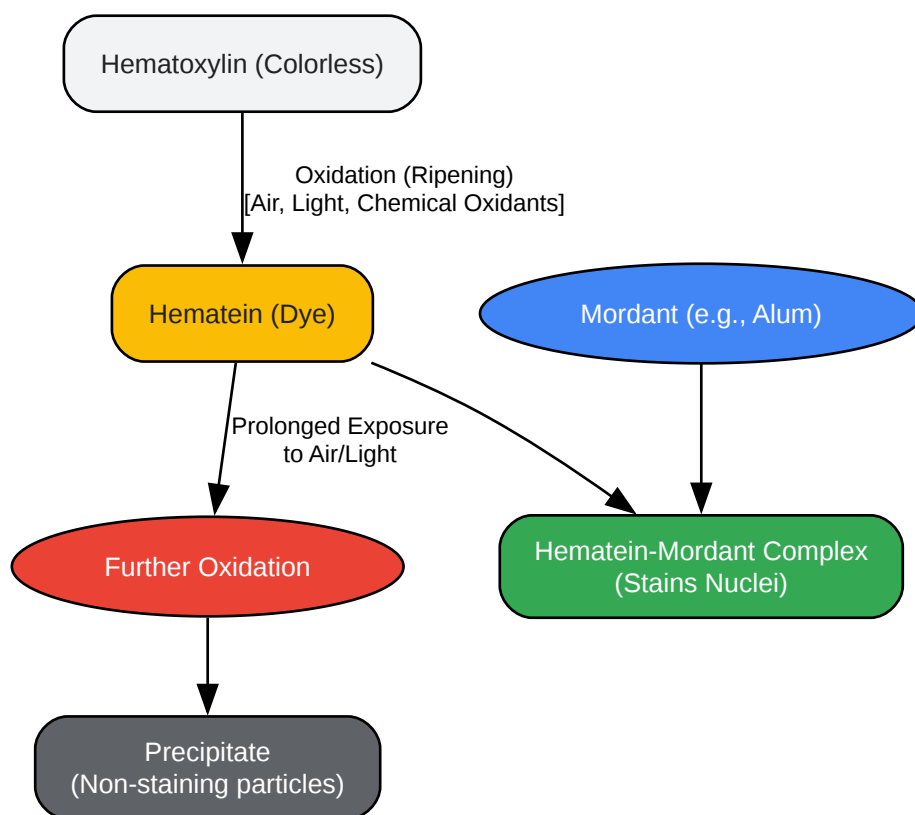 Hematoxylin (Colorless)
Oxidation (Ripening)
[Air, Light, Chemical Oxidants]
Hematein (Dye)
Mordant (e.g., Alum)
Prolonged Exposure
to Air/Light
Further Oxidation
Hematein-Mordant Complex
(Stains Nuclei)
Precipitate
(Non-staining particles)